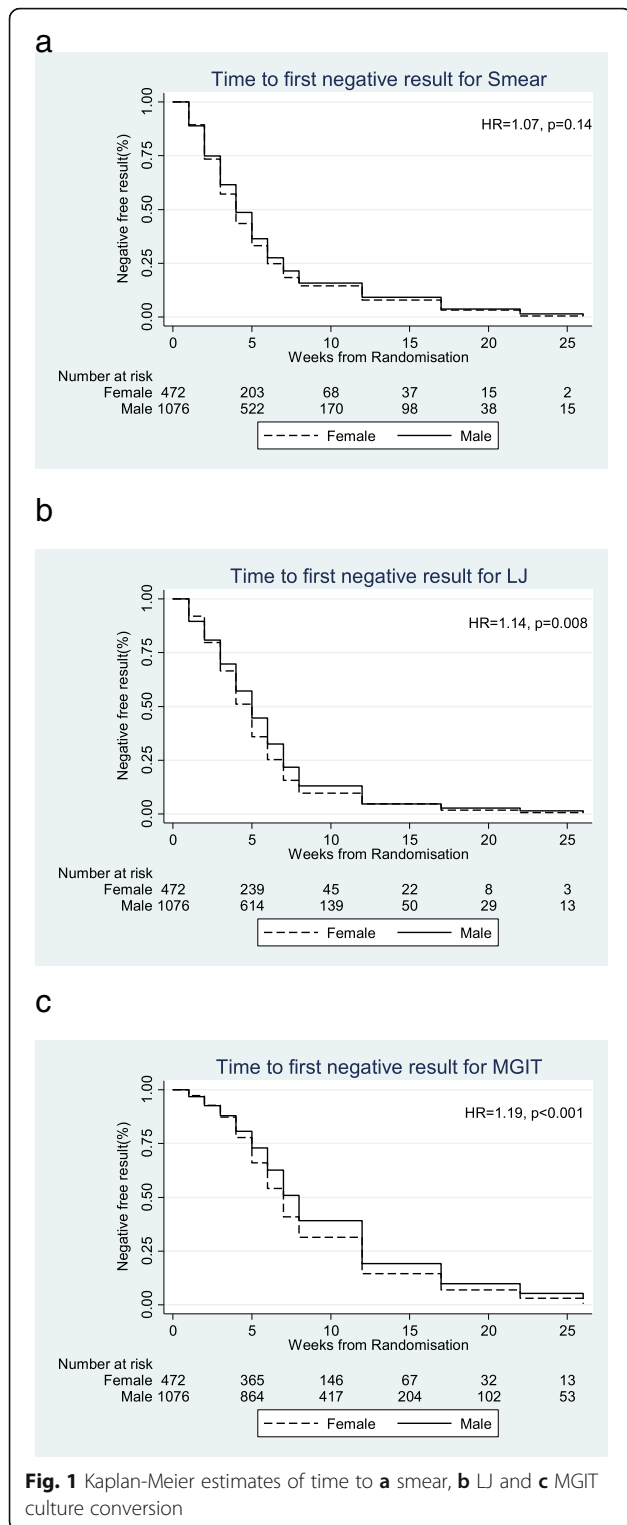 a
Time to first negative result for Smear
HR=1.07, p=0.14
Negative free result(%)
1.00
0.75
0.50
0.25
0.00
0 5 10 15 20 25
Weeks from Randomisation
Number at risk
Female 472 203 68 37 15 2
Male 1076 522 170 98 38 15
Female Male
b
Time to first negative result for LJ
HR=1.14, p=0.008
Negative free result(%)
1.00
0.75
0.50
0.25
0.00
0 5 10 15 20 25
Weeks from Randomisation
Number at risk
Female 472 239 45 22 8 3
Male 1076 614 139 50 29 13
Female Male
c
Time to first negative result for MGIT
HR=1.19, p<0.001
Negative free result(%)
1.00
0.75
0.50
0.25
0.00
0 5 10 15 20 25
Weeks from Randomisation
Number at risk
Female 472 365 146 67 32 13
Male 1076 864 417 204 102 53
Female Male
Fig. 1 Kaplan-Meier estimates of time to a smear, b LJ and c MGIT
culture conversion